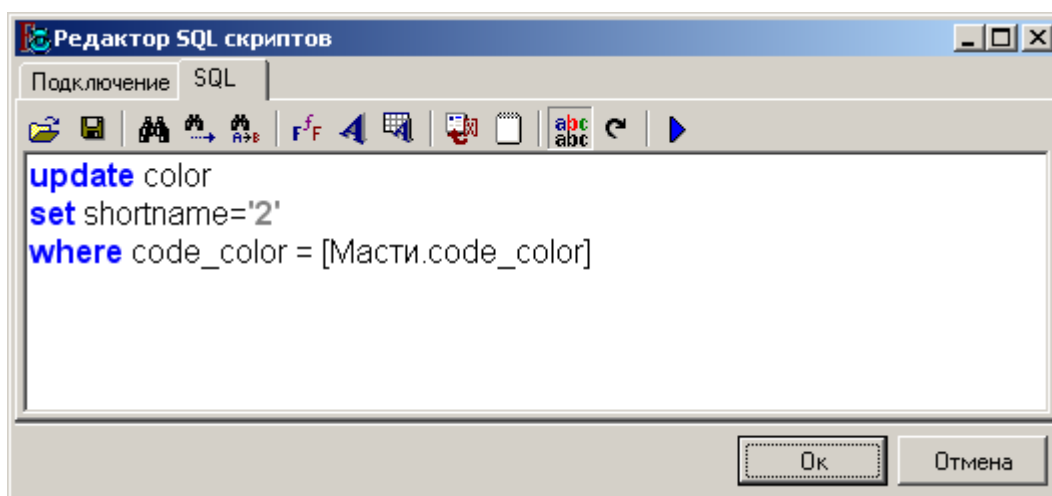 Редактор SQL скриптов
Подключение SQL
update color
set shortname='2'
where code_color = [Масти.code_color]
Ок Отмена